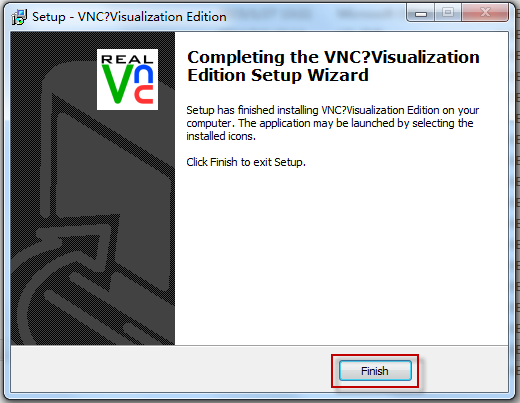 Setup - VNC?Visualization Edition
REAL
VNC
Completing the VNC?Visualization
Edition Setup Wizard
Setup has finished installing VNC?Visualization Edition on your
computer. The application may be launched by selecting the
installed icons.
Click Finish to exit Setup.
Finish